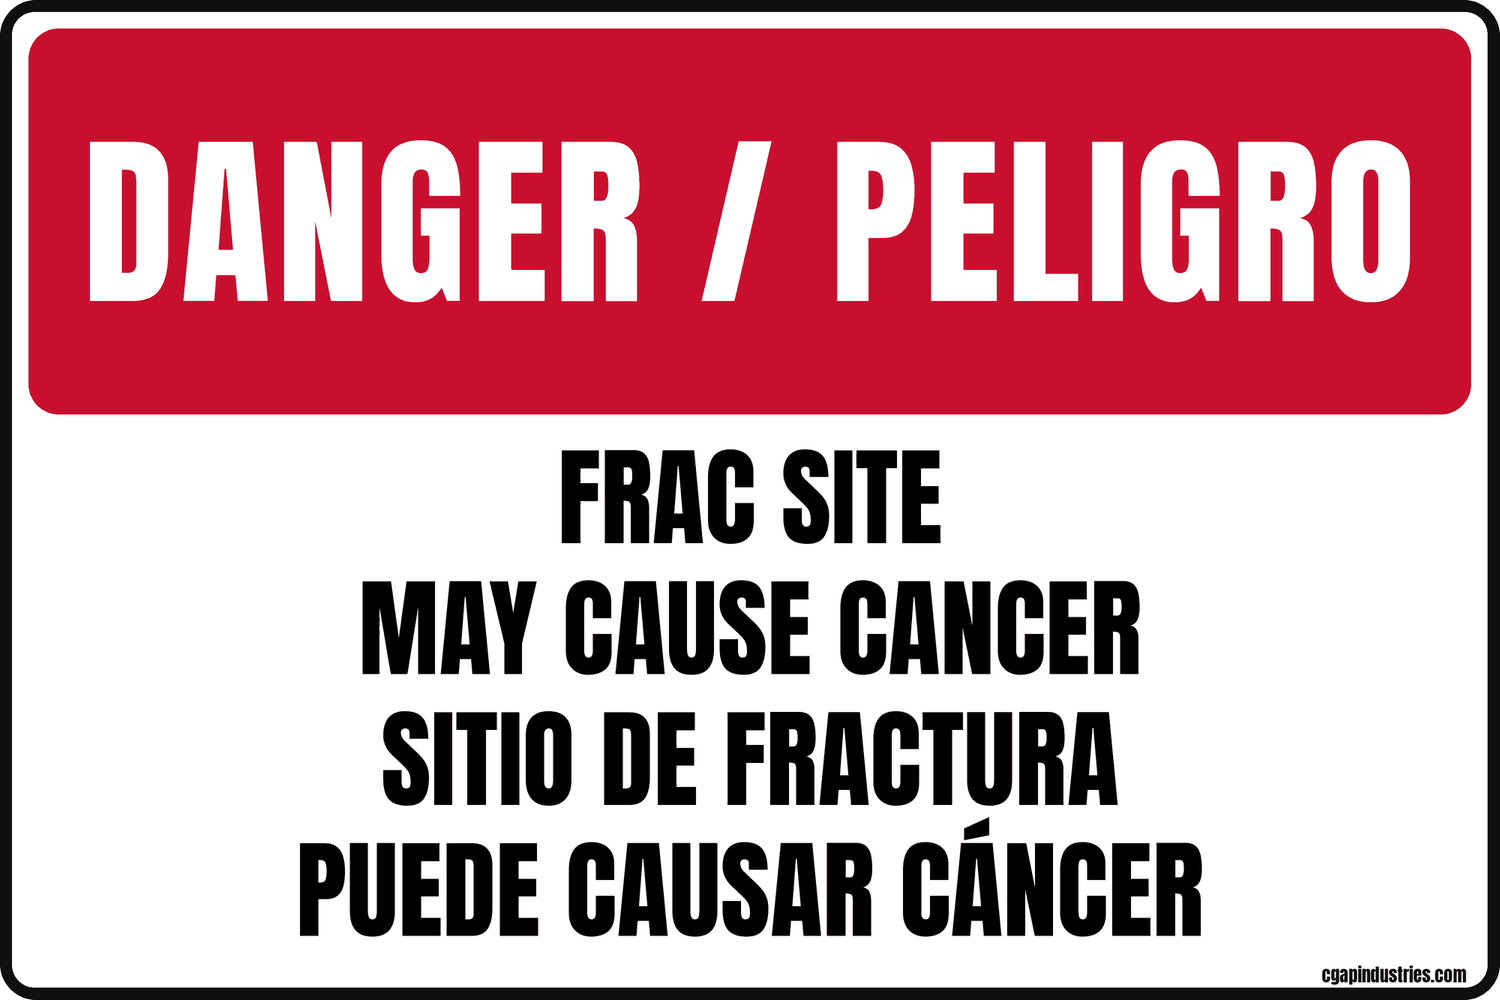 DANGER / PELIGRO
FRAC SITE
MAY CAUSE CANCER
SITIO DE FRACTURA
PUEDE CAUSAR CÁNCER
cgapindustries.com